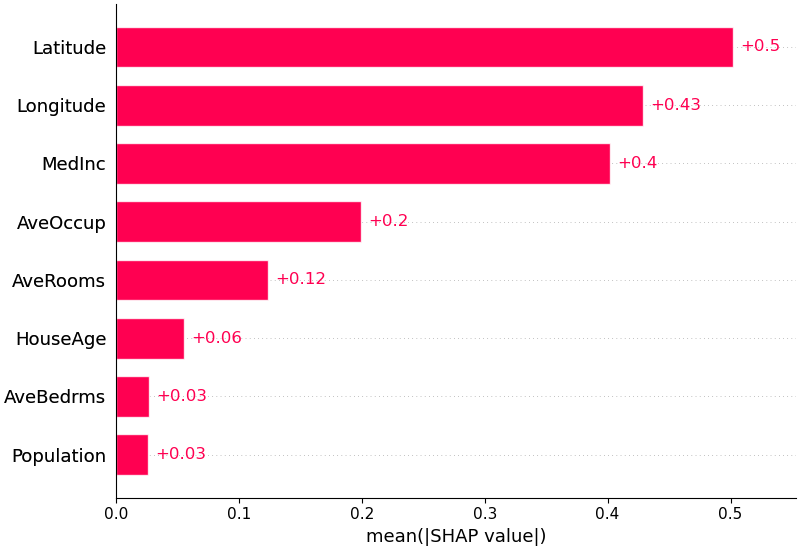 Latitude +0.5
Longitude +0.43
MedInc +0.4
AveOccup +0.2
AveRooms +0.12
HouseAge +0.06
AveBedrms +0.03
Population +0.03
0.0 0.1 0.2 0.3 0.4 0.5
mean(|SHAP value|)